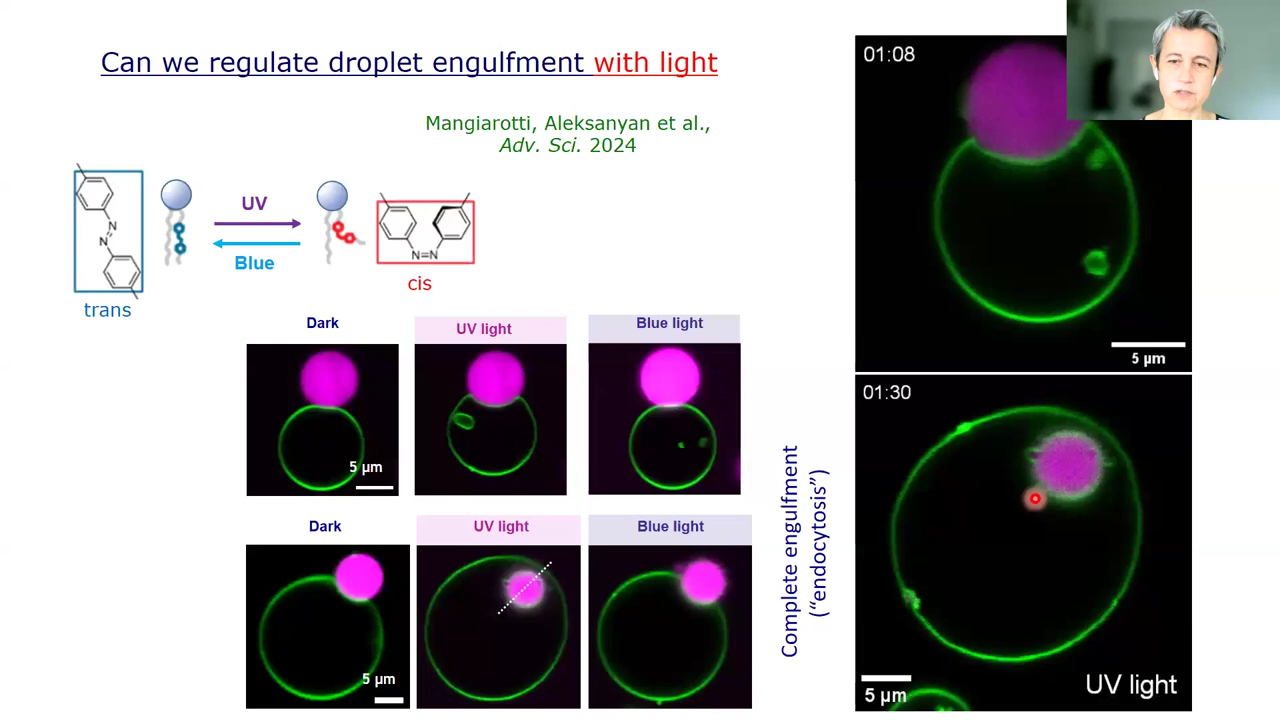 Can we regulate droplet engulfment with light
Mangiarotti, Aleksanyan et al.,
Adv. Sci. 2024
N
N
trans
UV
Blue
N=N
cis
Dark
UV light
Blue light
5 µm
Dark
UV light
Blue light
5 µm
Complete engulfment
(“endocytosis”)
01:08
5 µm
01:30
5 µm
UV light